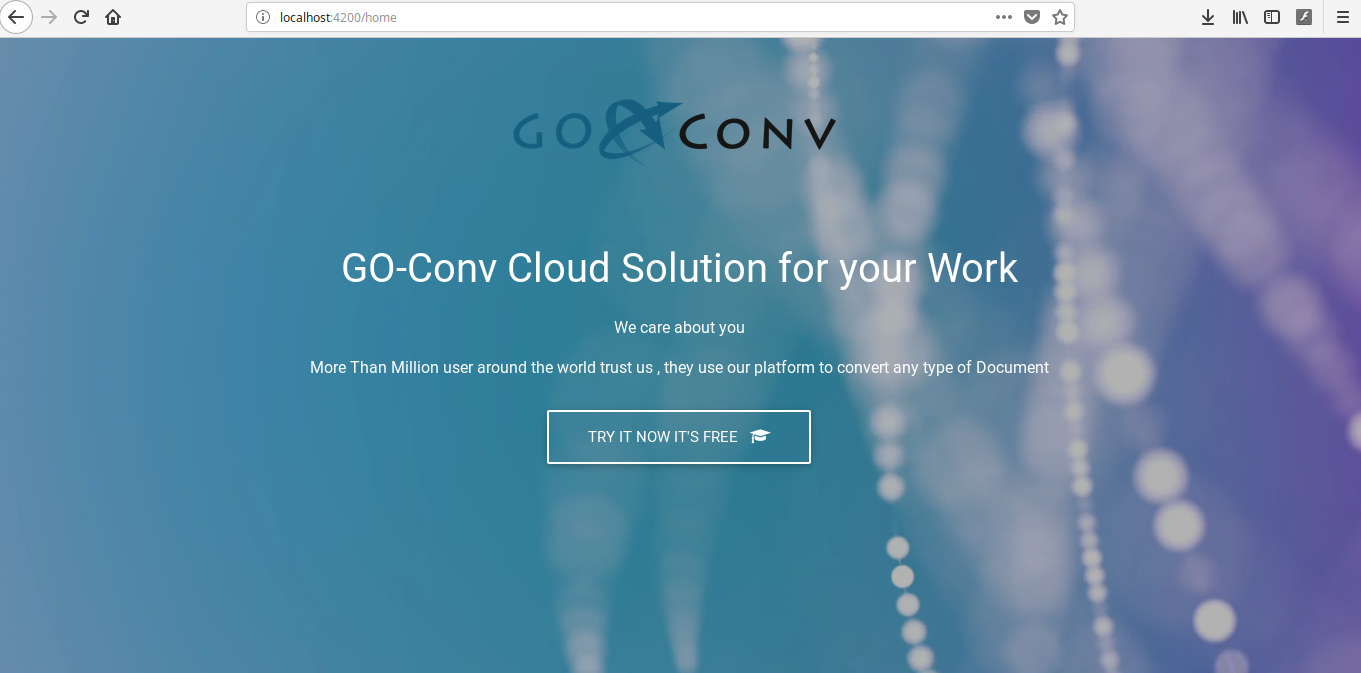 localhost:4200/home
GO CONV
GO-Conv Cloud Solution for your Work
We care about you
More Than Million user around the world trust us , they use our platform to convert any type of Document
TRY IT NOW IT'S FREE